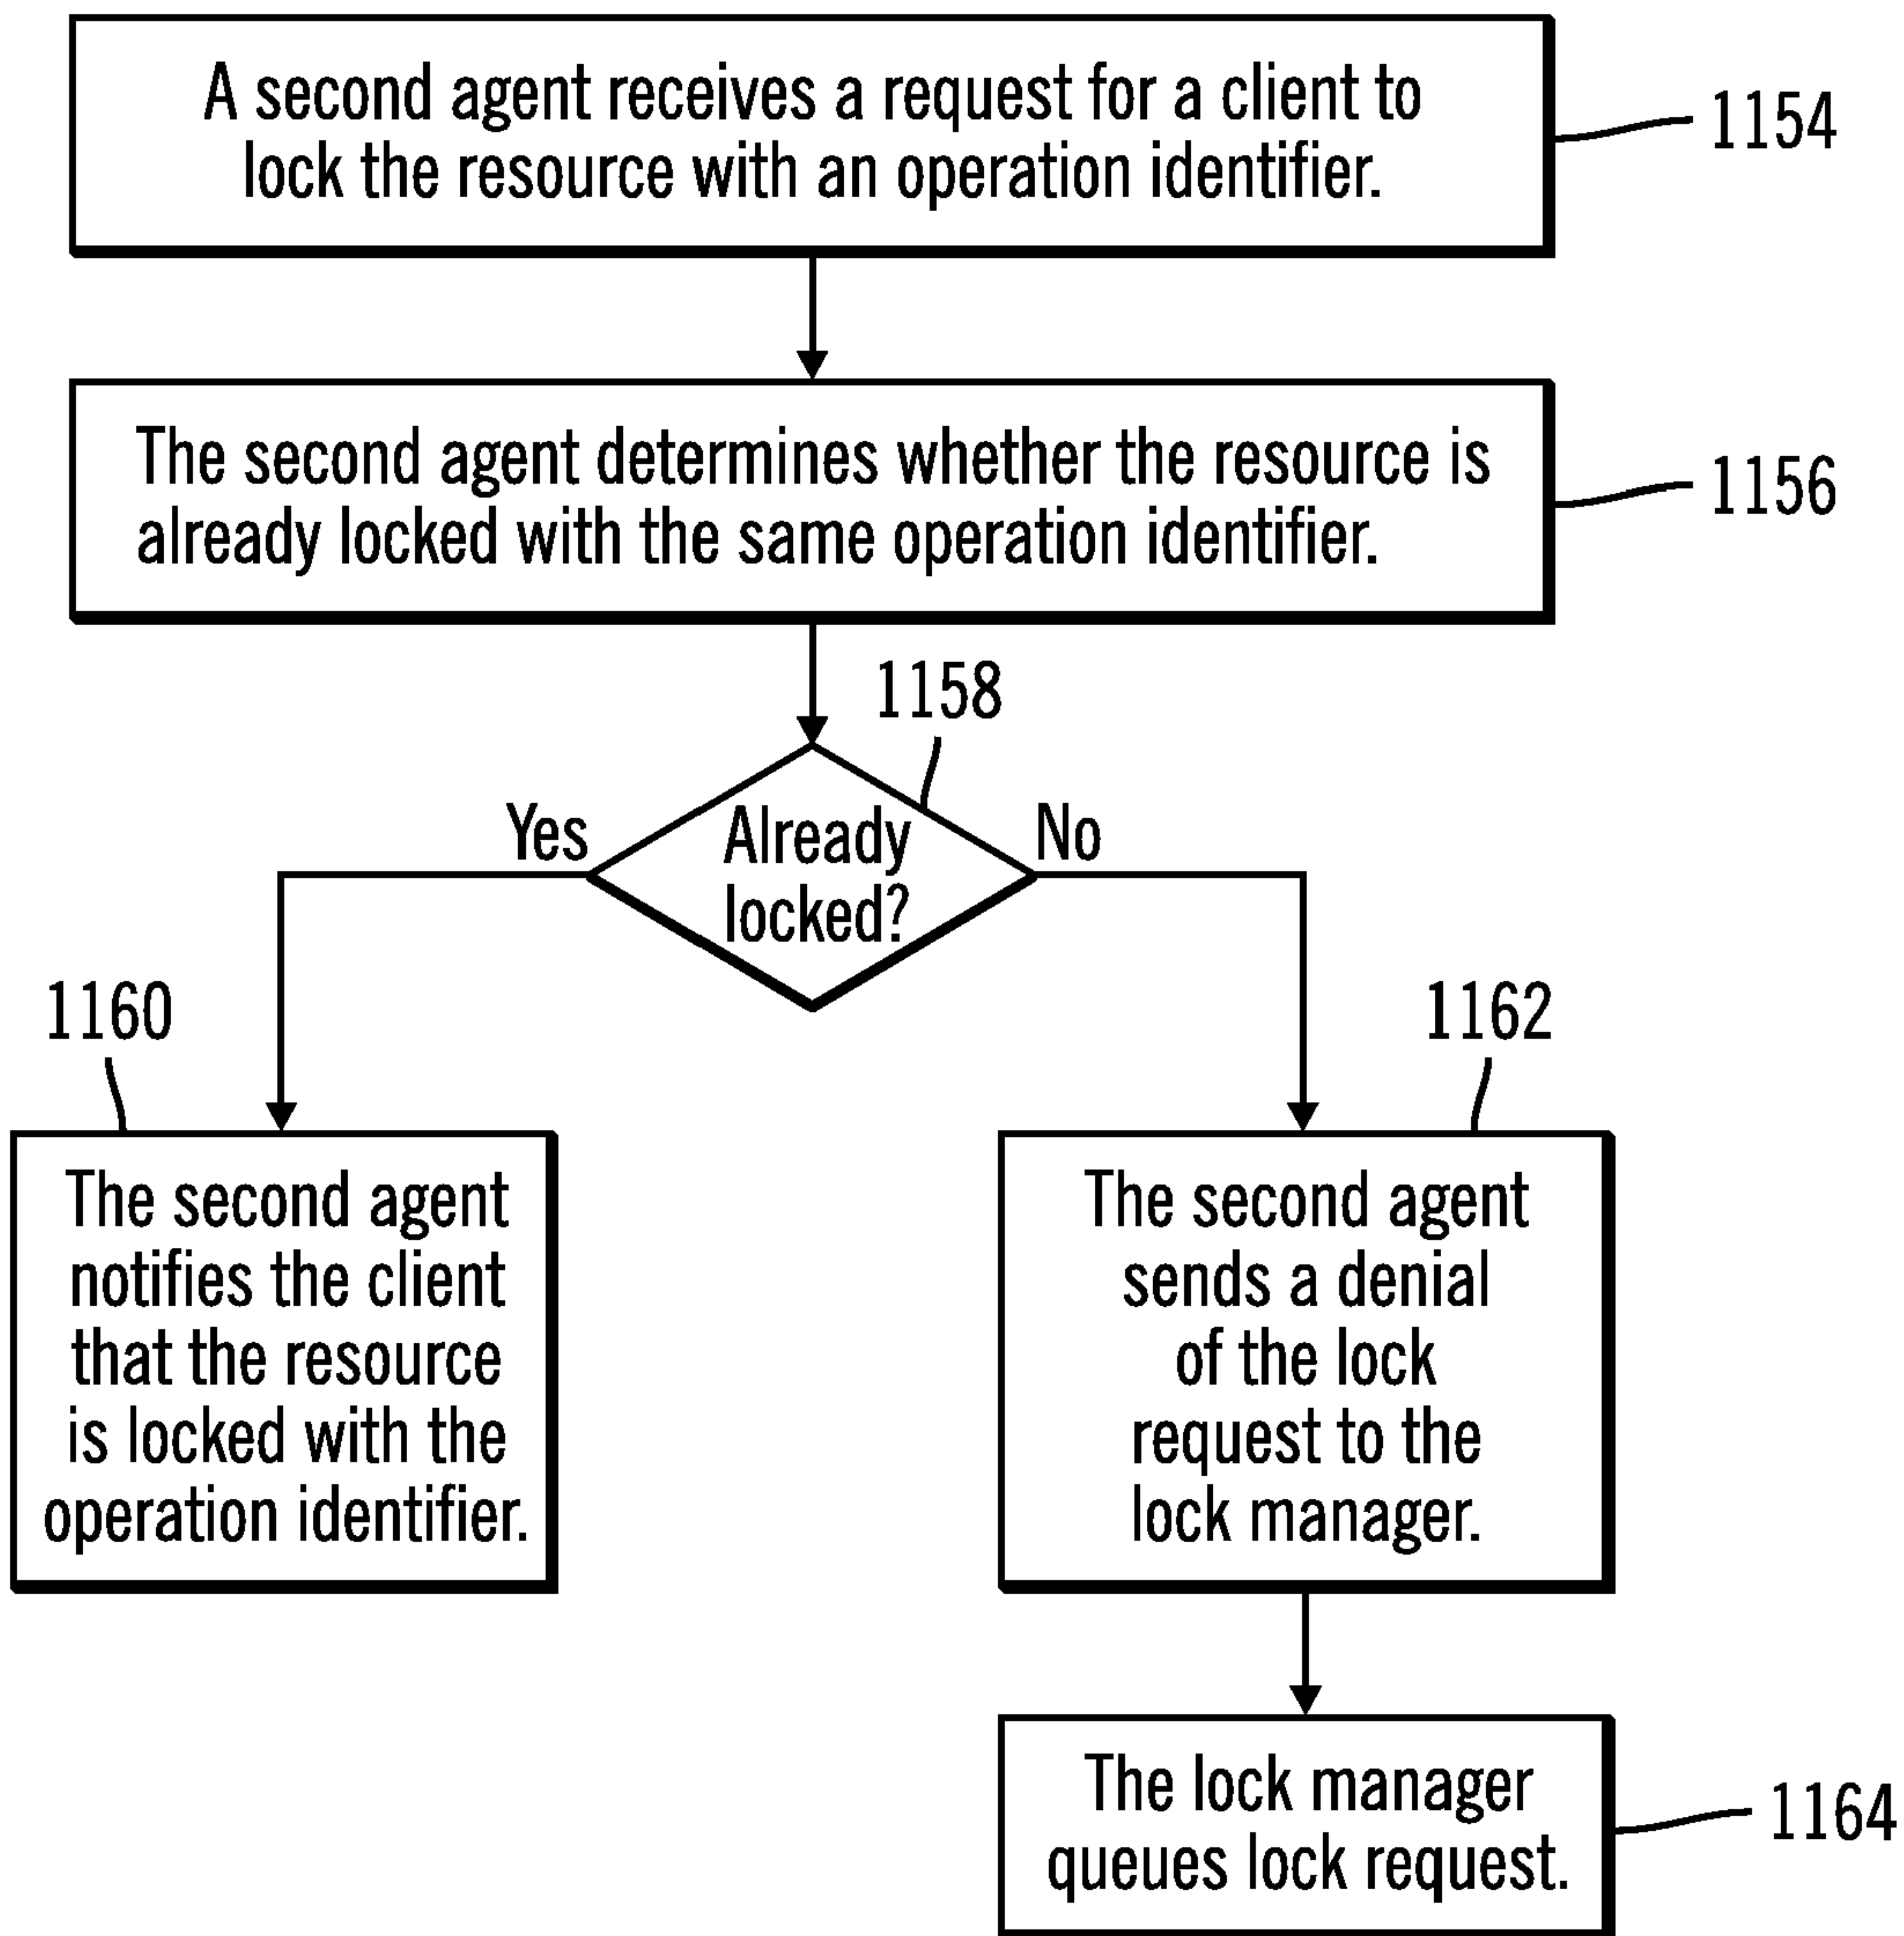 A second agent receives a request for a client to
lock the resource with an operation identifier.
1154
The second agent determines whether the resource is
already locked with the same operation identifier.
1156
1158
Yes
Already
locked?
No
1160
The second agent
notifies the client
that the resource
is locked with the
operation identifier.
1162
The second agent
sends a denial
of the lock
request to the
lock manager.
The lock manager
queues lock request.
1164